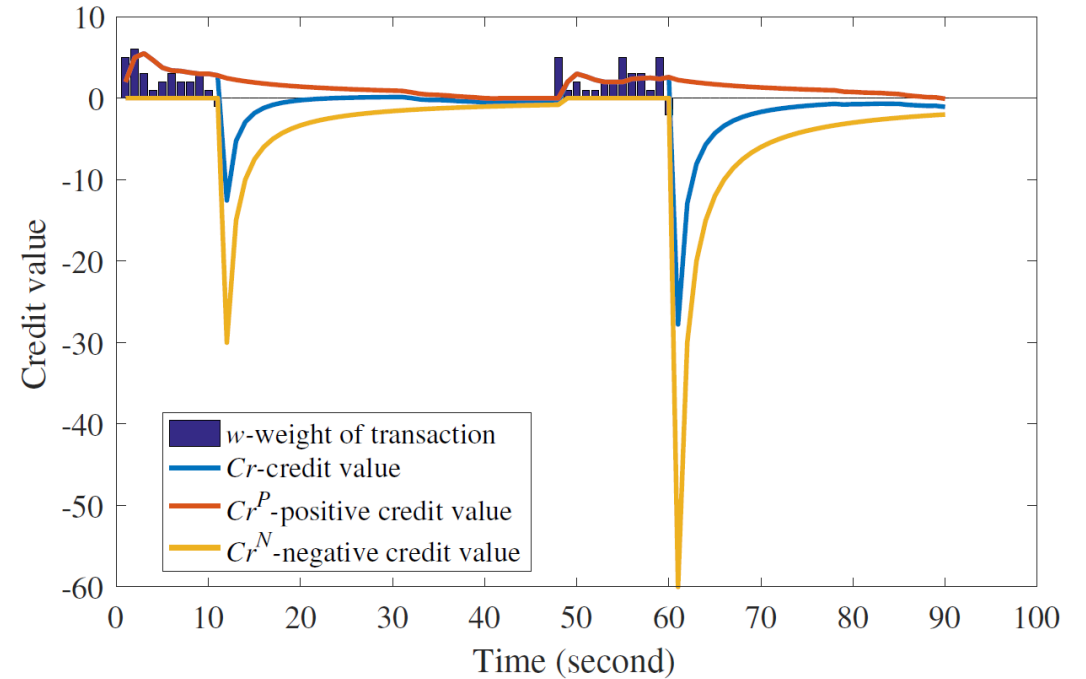 10
0
-10
-20
-30
-40
-50
-60
Credit value
w-weight of transaction
Cr-credit value
Cr^P-positive credit value
Cr^N-negative credit value
0 10 20 30 40 50 60 70 80 90 100
Time (second)